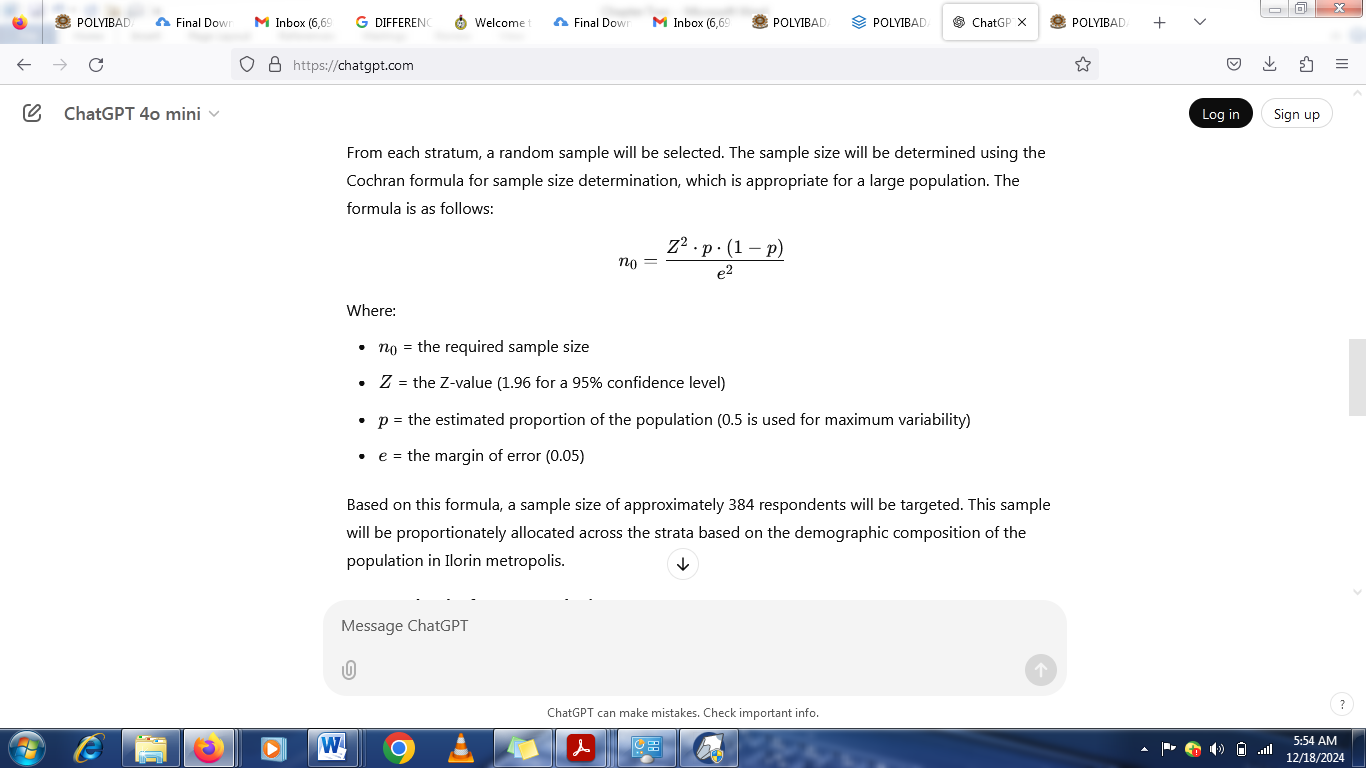 POLYIBADA
Final Down
Inbox (6,69
DIFFERENC
Welcome t
Final Down
Inbox (6,69
POLYIBADA
POLYIBADA
ChatGP
POLYIBADA
https://chatgpt.com
ChatGPT 4o mini
Log in
Sign up
From each stratum, a random sample will be selected. The sample size will be determined using the
Cochran formula for sample size determination, which is appropriate for a large population. The
formula is as follows:
n₀ = Z² · p · (1 − p) / e²
Where:
• n₀ = the required sample size
• Z = the Z-value (1.96 for a 95% confidence level)
• p = the estimated proportion of the population (0.5 is used for maximum variability)
• e = the margin of error (0.05)
Based on this formula, a sample size of approximately 384 respondents will be targeted. This sample
will be proportionately allocated across the strata based on the demographic composition of the
population in Ilorin metropolis.
Message ChatGPT
ChatGPT can make mistakes. Check important info.
?
5:54 AM
12/18/2024